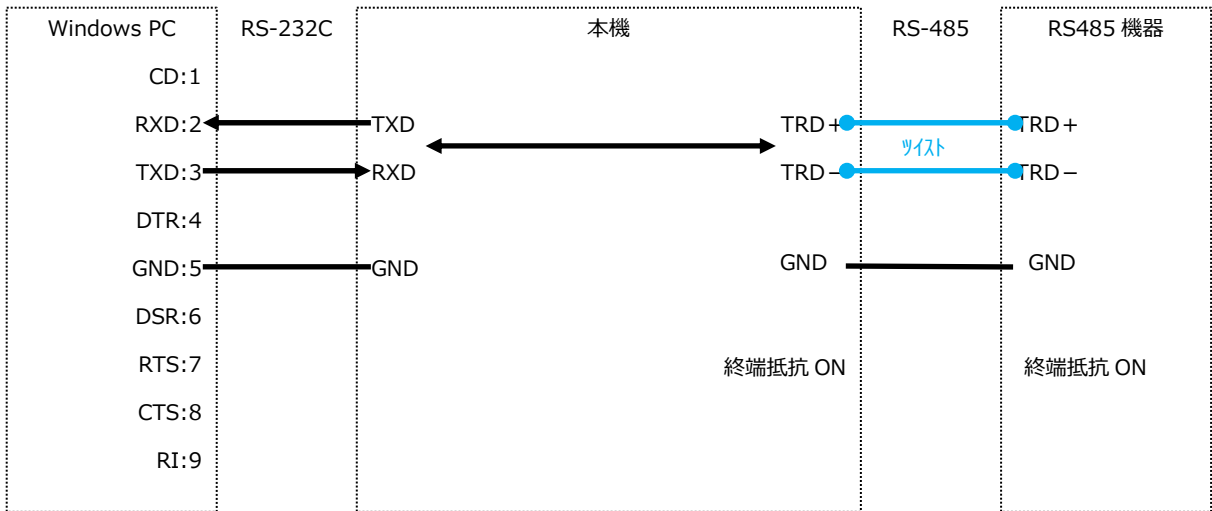 Windows PC RS-232C 本機 RS-485 RS485 機器
CD:1
RXD:2 TXD TRD+ TRD+
ﾂｲｽﾄ
TXD:3 RXD TRD− TRD−
DTR:4
GND:5 GND GND GND
DSR:6
RTS:7 終端抵抗 ON 終端抵抗 ON
CTS:8
RI:9